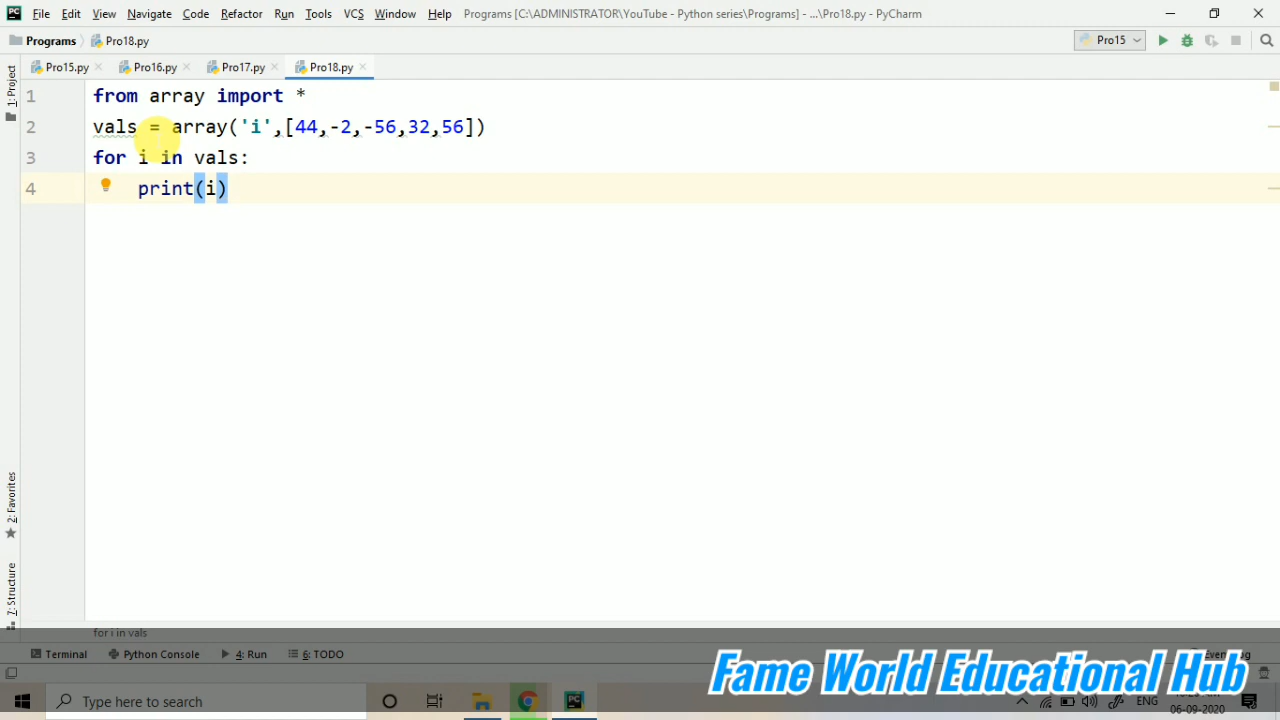 File Edit View Navigate Code Refactor Run Tools VCS Window Help Programs [C:\ADMINISTRATOR\YouTube - Python series\Programs] - ...\Pro18.py - PyCharm
Programs Pro18.py Pro15
1: Project
Pro15.py Pro16.py Pro17.py Pro18.py
1 from array import *
2 vals = array('i',[44,-2,-56,32,56])
3 for i in vals:
4 print(i)
2: Favorites
7: Structure
for i in vals
Terminal Python Console 4: Run 6: TODO
Fame World Educational Hub
Type here to search ENG
06-09-2020